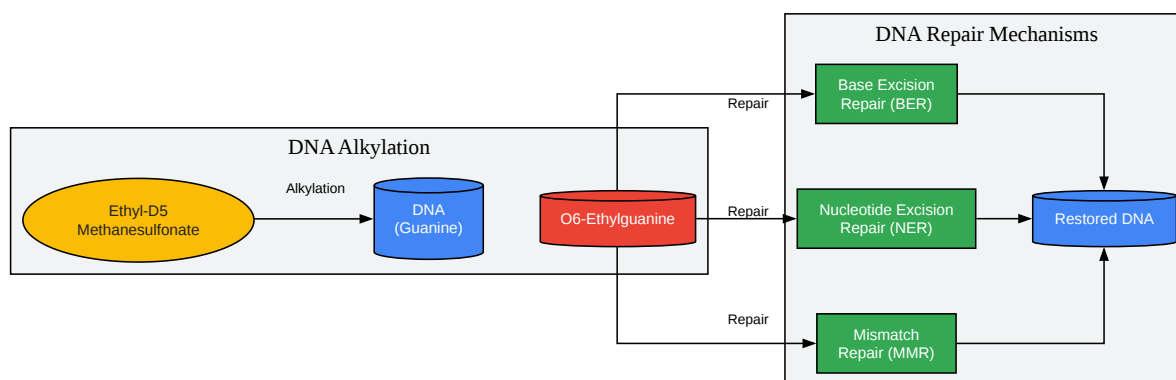 DNA Repair Mechanisms
Base Excision
Repair (BER)
Repair
DNA Alkylation
Alkylation
Ethyl-D5
Methanesulfonate
DNA
(Guanine)
O6-Ethylguanine
Repair
Nucleotide Excision
Repair (NER)
Restored DNA
Repair
Mismatch
Repair (MMR)